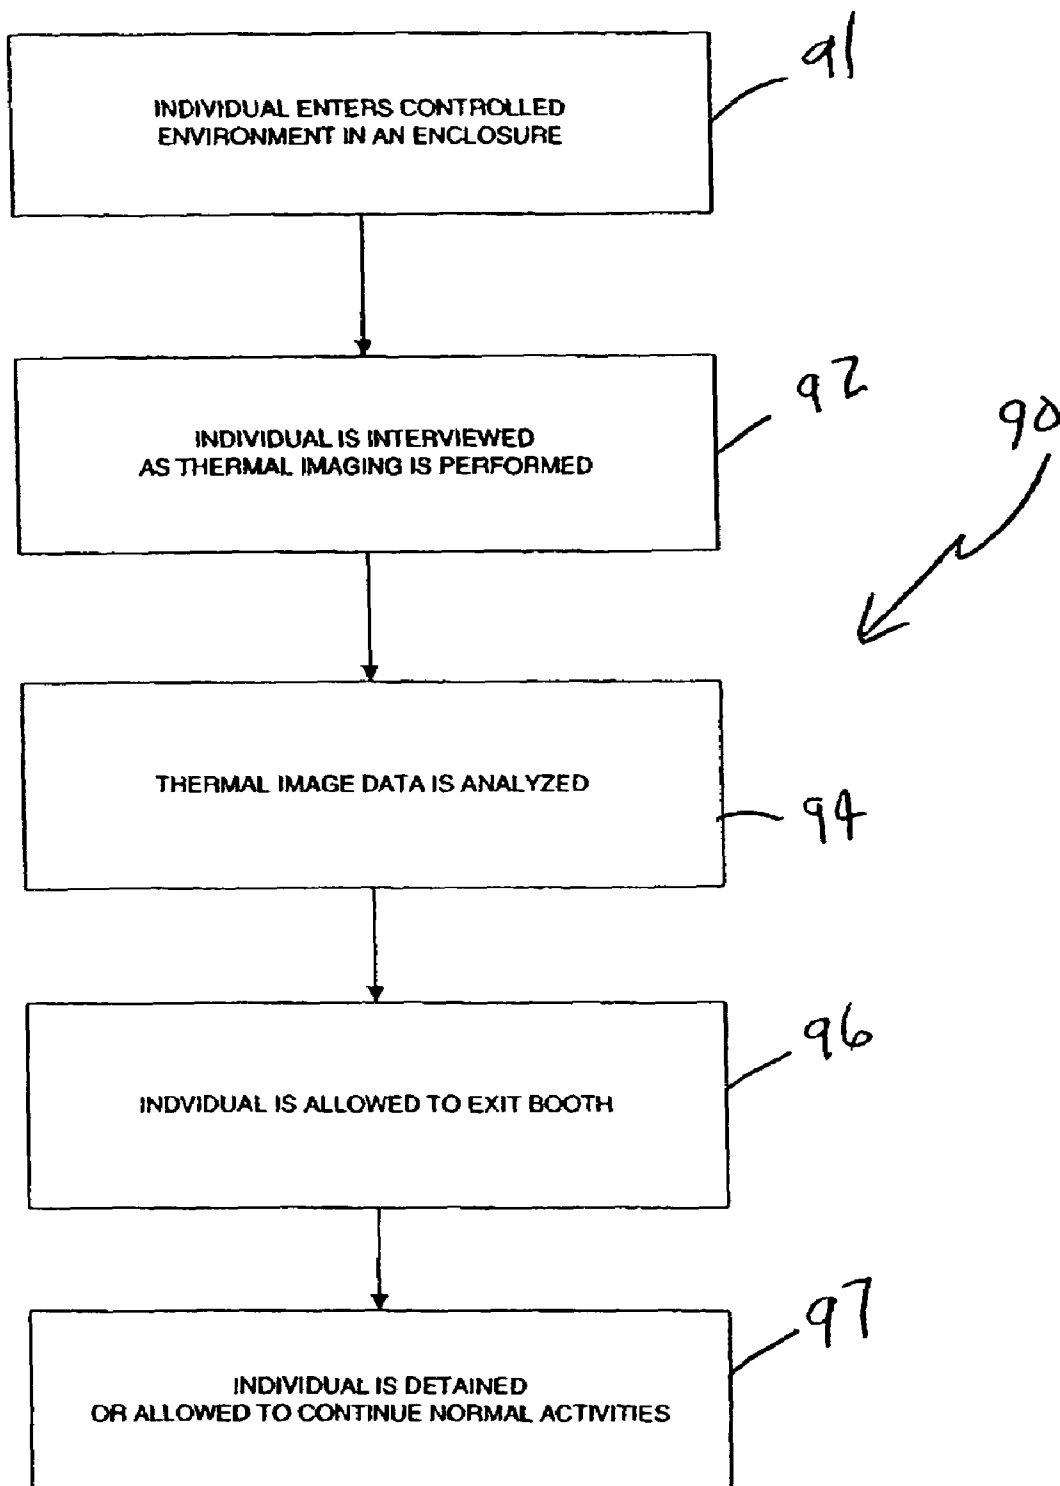 INDIVIDUAL ENTERS CONTROLLED
ENVIRONMENT IN AN ENCLOSURE
91
INDIVIDUAL IS INTERVIEWED
AS THERMAL IMAGING IS PERFORMED
92
90
THERMAL IMAGE DATA IS ANALYZED
94
INDVIDUAL IS ALLOWED TO EXIT BOOTH
96
INDIVIDUAL IS DETAINED
OR ALLOWED TO CONTINUE NORMAL ACTIVITIES
97